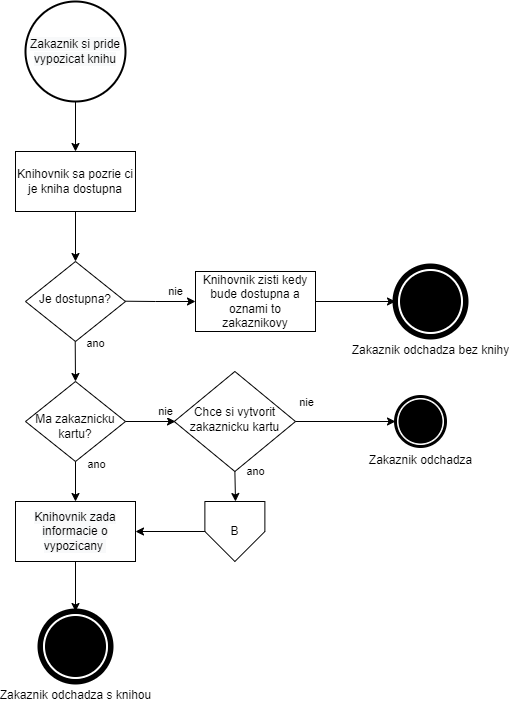 Zakaznik si pride
vypozicat knihu
Knihovnik sa pozrie ci
je kniha dostupna
Je dostupna?
nie
Knihovnik zisti kedy
bude dostupna a
oznami to
zakaznikovy
Zakaznik odchadza bez knihy
ano
Ma zakaznicku
kartu?
nie
Chce si vytvorit
zakaznicku kartu
nie
Zakaznik odchadza
ano
ano
Knihovnik zada
informacie o
vypozicany
B
Zakaznik odchadza s knihou